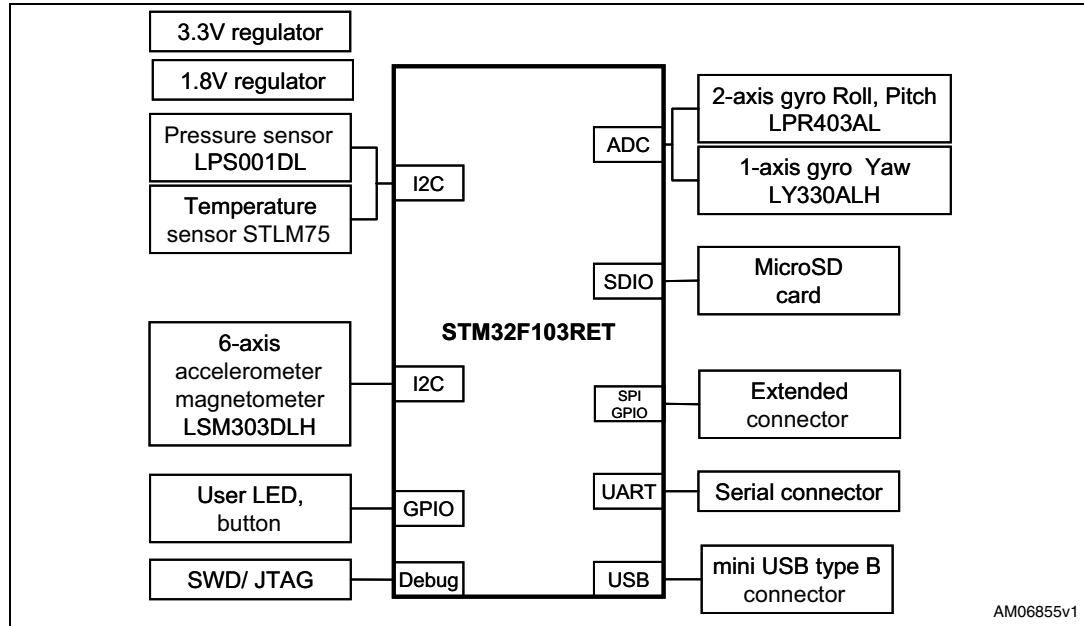 3.3V regulator
1.8V regulator
Pressure sensor
LPS001DL
Temperature
sensor STLM75
6-axis
accelerometer
magnetometer
LSM303DLH
User LED,
button
SWD/ JTAG
I2C
I2C
GPIO
Debug
STM32F103RET
ADC
SDIO
SPI
GPIO
UART
USB
2-axis gyro Roll, Pitch
LPR403AL
1-axis gyro Yaw
LY330ALH
MicroSD
card
Extended
connector
Serial connector
mini USB type B
connector
AM06855v1